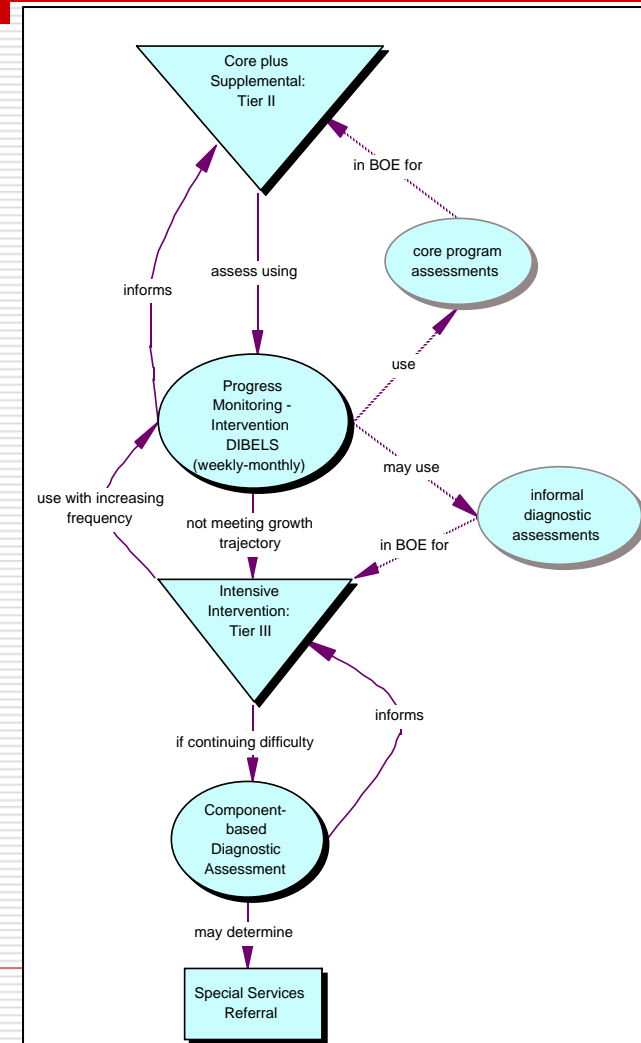 Core plus
Supplemental:
Tier II
in BOE for
core program
assessments
assess using
informs
use
Progress
Monitoring -
Intervention
DIBELS
(weekly-monthly)
may use
informal
diagnostic
assessments
use with increasing
frequency
not meeting growth
trajectory
in BOE for
Intensive
Intervention:
Tier III
informs
if continuing difficulty
Component-
based
Diagnostic
Assessment
may determine
Special Services
Referral